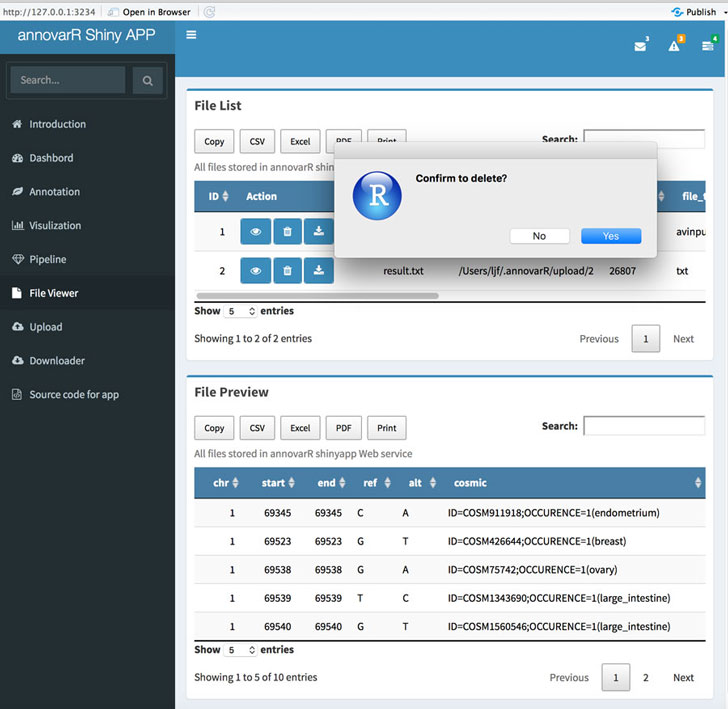 http://127.0.0.1:3234 Open in Browser Publish
annovarR Shiny APP
3 3 4
Search...
Introduction
Dashbord
Annotation
Visulization
Pipeline
File Viewer
Upload
Downloader
Source code for app
File List
Copy CSV Excel PDF Print Search:
All files stored in annovarR shin
Confirm to delete?
No Yes
ID Action file_t
1 avinpu
2 result.txt /Users/ljf/.annovarR/upload/2 26807 txt
Show 5 entries
Showing 1 to 2 of 2 entries Previous 1 Next
File Preview
Copy CSV Excel PDF Print Search:
All files stored in annovarR shinyapp Web service
chr start end ref alt cosmic
1 69345 69345 C A ID=COSM911918;OCCURENCE=1(endometrium)
1 69523 69523 G T ID=COSM426644;OCCURENCE=1(breast)
1 69538 69538 G A ID=COSM75742;OCCURENCE=1(ovary)
1 69539 69539 T C ID=COSM1343690;OCCURENCE=1(large_intestine)
1 69540 69540 G T ID=COSM1560546;OCCURENCE=1(large_intestine)
Show 5 entries
Showing 1 to 5 of 10 entries Previous 1 2 Next